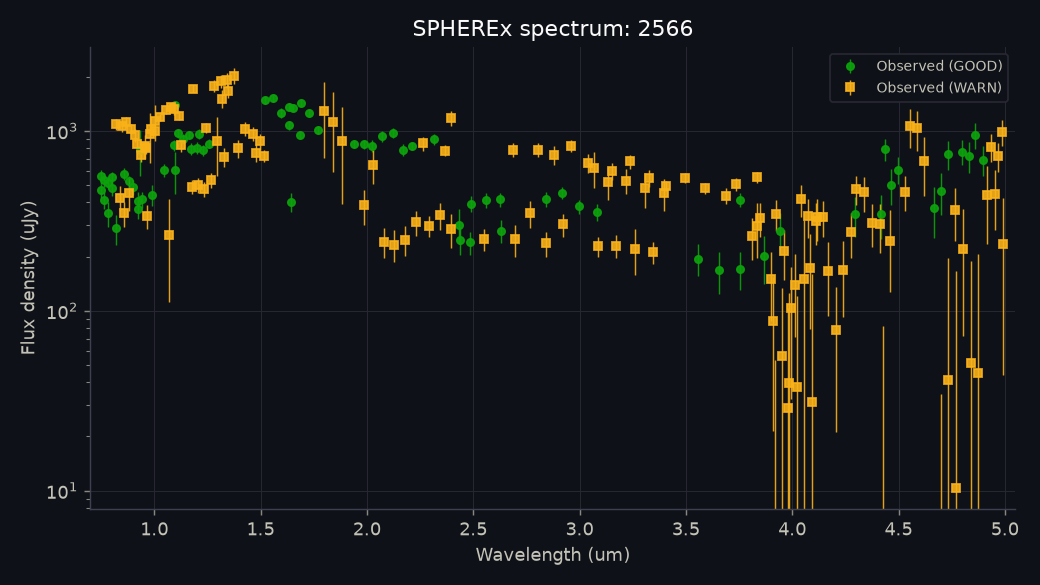 SPHEREx spectrum: 2566
Observed (GOOD)
Observed (WARN)
Flux density (uJy)
10³
10²
10¹
1.0 1.5 2.0 2.5 3.0 3.5 4.0 4.5 5.0
Wavelength (um)